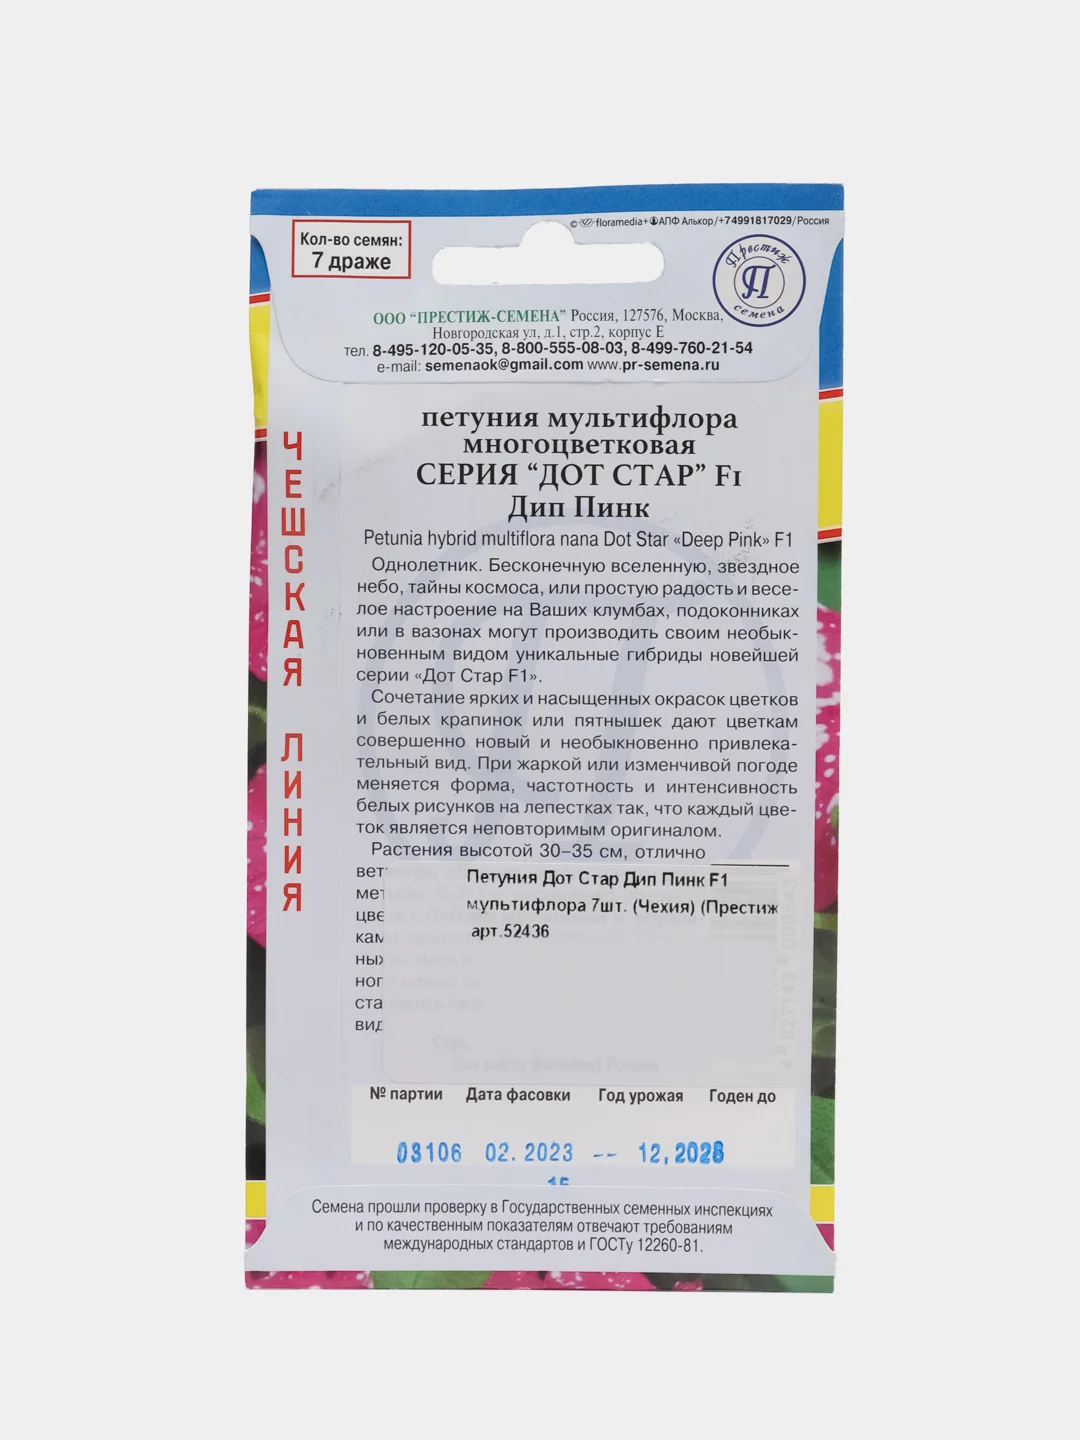 © floramedia+АПФ Алькор/+74991817029/Россия
Кол-во семян:
7 драже
Престиж
П
семена
ООО “ПРЕСТИЖ-СЕМЕНА” Россия, 127576, Москва,
Новгородская ул, д.1, стр.2, корпус Е
тел. 8-495-120-05-35, 8-800-555-08-03, 8-499-760-21-54
e-mail: semenaok@gmail.com www.pr-semena.ru
ЧЕШСКАЯ ЛИНИЯ
петуния мультифлора
многоцветковая
СЕРИЯ “ДОТ СТАР” F1
Дип Пинк
Petunia hybrid multiflora nana Dot Star «Deep Pink» F1
Однолетник. Бесконечную вселенную, звездное
небо, тайны космоса, или простую радость и весе-
лое настроение на Ваших клумбах, подоконниках
или в вазонах могут производить своим необык-
новенным видом уникальные гибриды новейшей
серии «Дот Стар F1».
Сочетание ярких и насыщенных окрасок цветков
и белых крапинок или пятнышек дают цветкам
совершенно новый и необыкновенно привлека-
тельный вид. При жаркой или изменчивой погоде
меняется форма, частотность и интенсивность
белых рисунков на лепестках так, что каждый цве-
ток является неповторимым оригиналом.
Растения высотой 30–35 см, отлично
Петуния Дот Стар Дип Пинк F1
мультифлора 7шт. (Чехия) (Престиж
арт.52436
№ партии Дата фасовки Год урожая Годен до
03106 02.2023 -- 12,2028
15
Семена прошли проверку в Государственных семенных инспекциях
и по качественным показателям отвечают требованиям
международных стандартов и ГОСТу 12260-81.